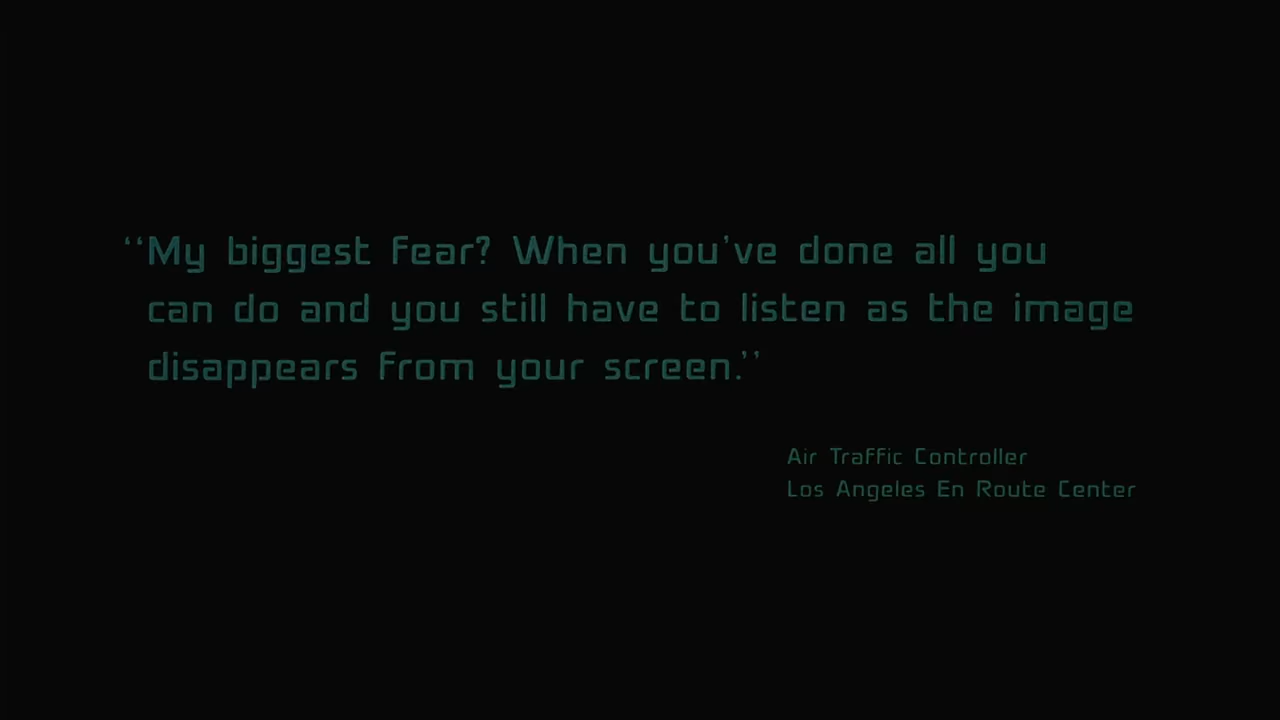 ‘‘My biggest fear? When you’ve done all you
can do and you still have to listen as the image
disappears from your screen.’’
Air Traffic Controller
Los Angeles En Route Center